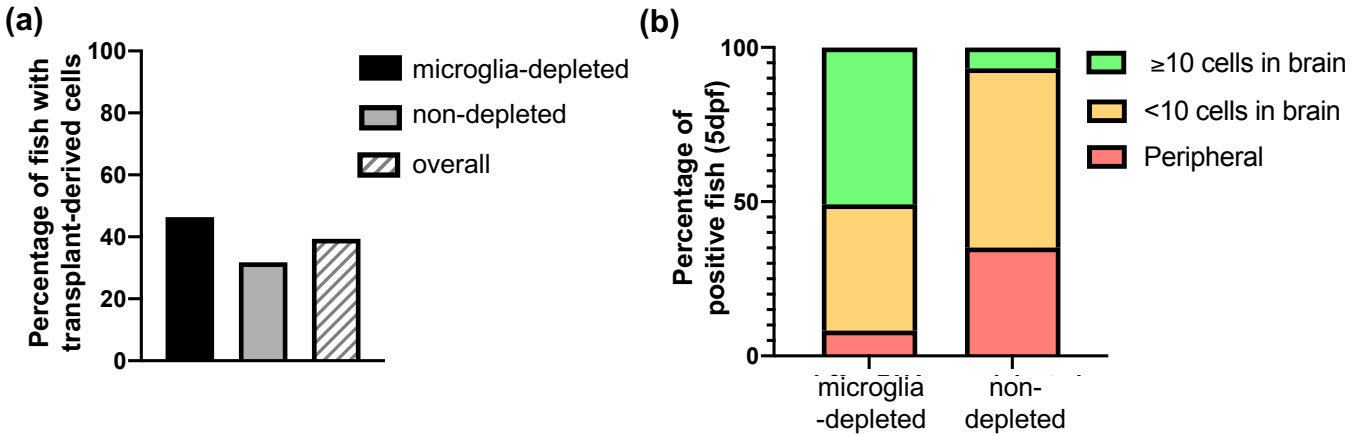 (a)
Percentage of fish with
transplant-derived cells
100
80
60
40
20
0
microglia-depleted
non-depleted
overall
(b)
Percentage of
positive fish (5dpf)
100
50
0
≥10 cells in brain
<10 cells in brain
Peripheral
microglia
-depleted
non-
depleted